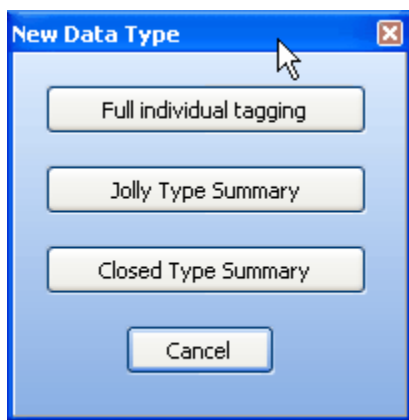 New Data Type
Full individual tagging
Jolly Type Summary
Closed Type Summary
Cancel